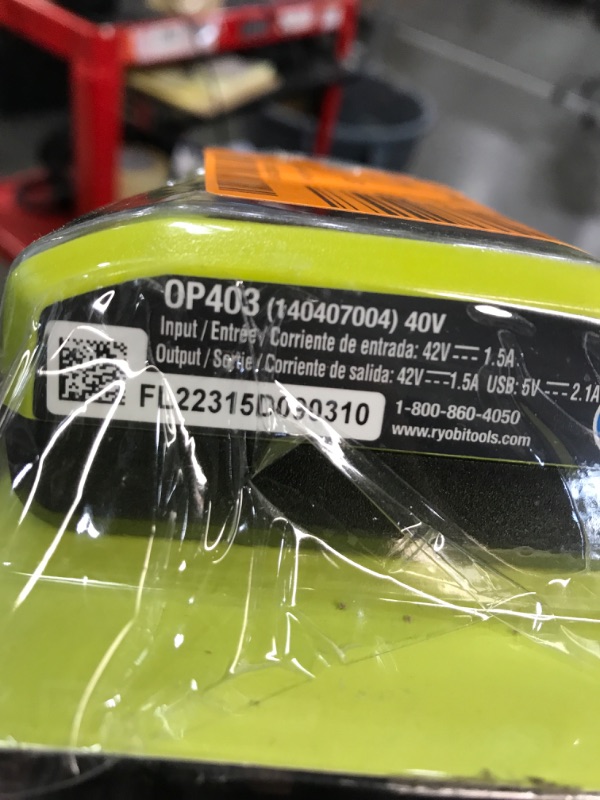 OP403 (140407004) 40V
Input / Entrée / Corriente de entrada: 42V⎓1.5A
Output / Sortie / Corriente de salida: 42V⎓1.5A USB: 5V⎓2.1A
FL22315D090310
1-800-860-4050
www.ryobitools.com